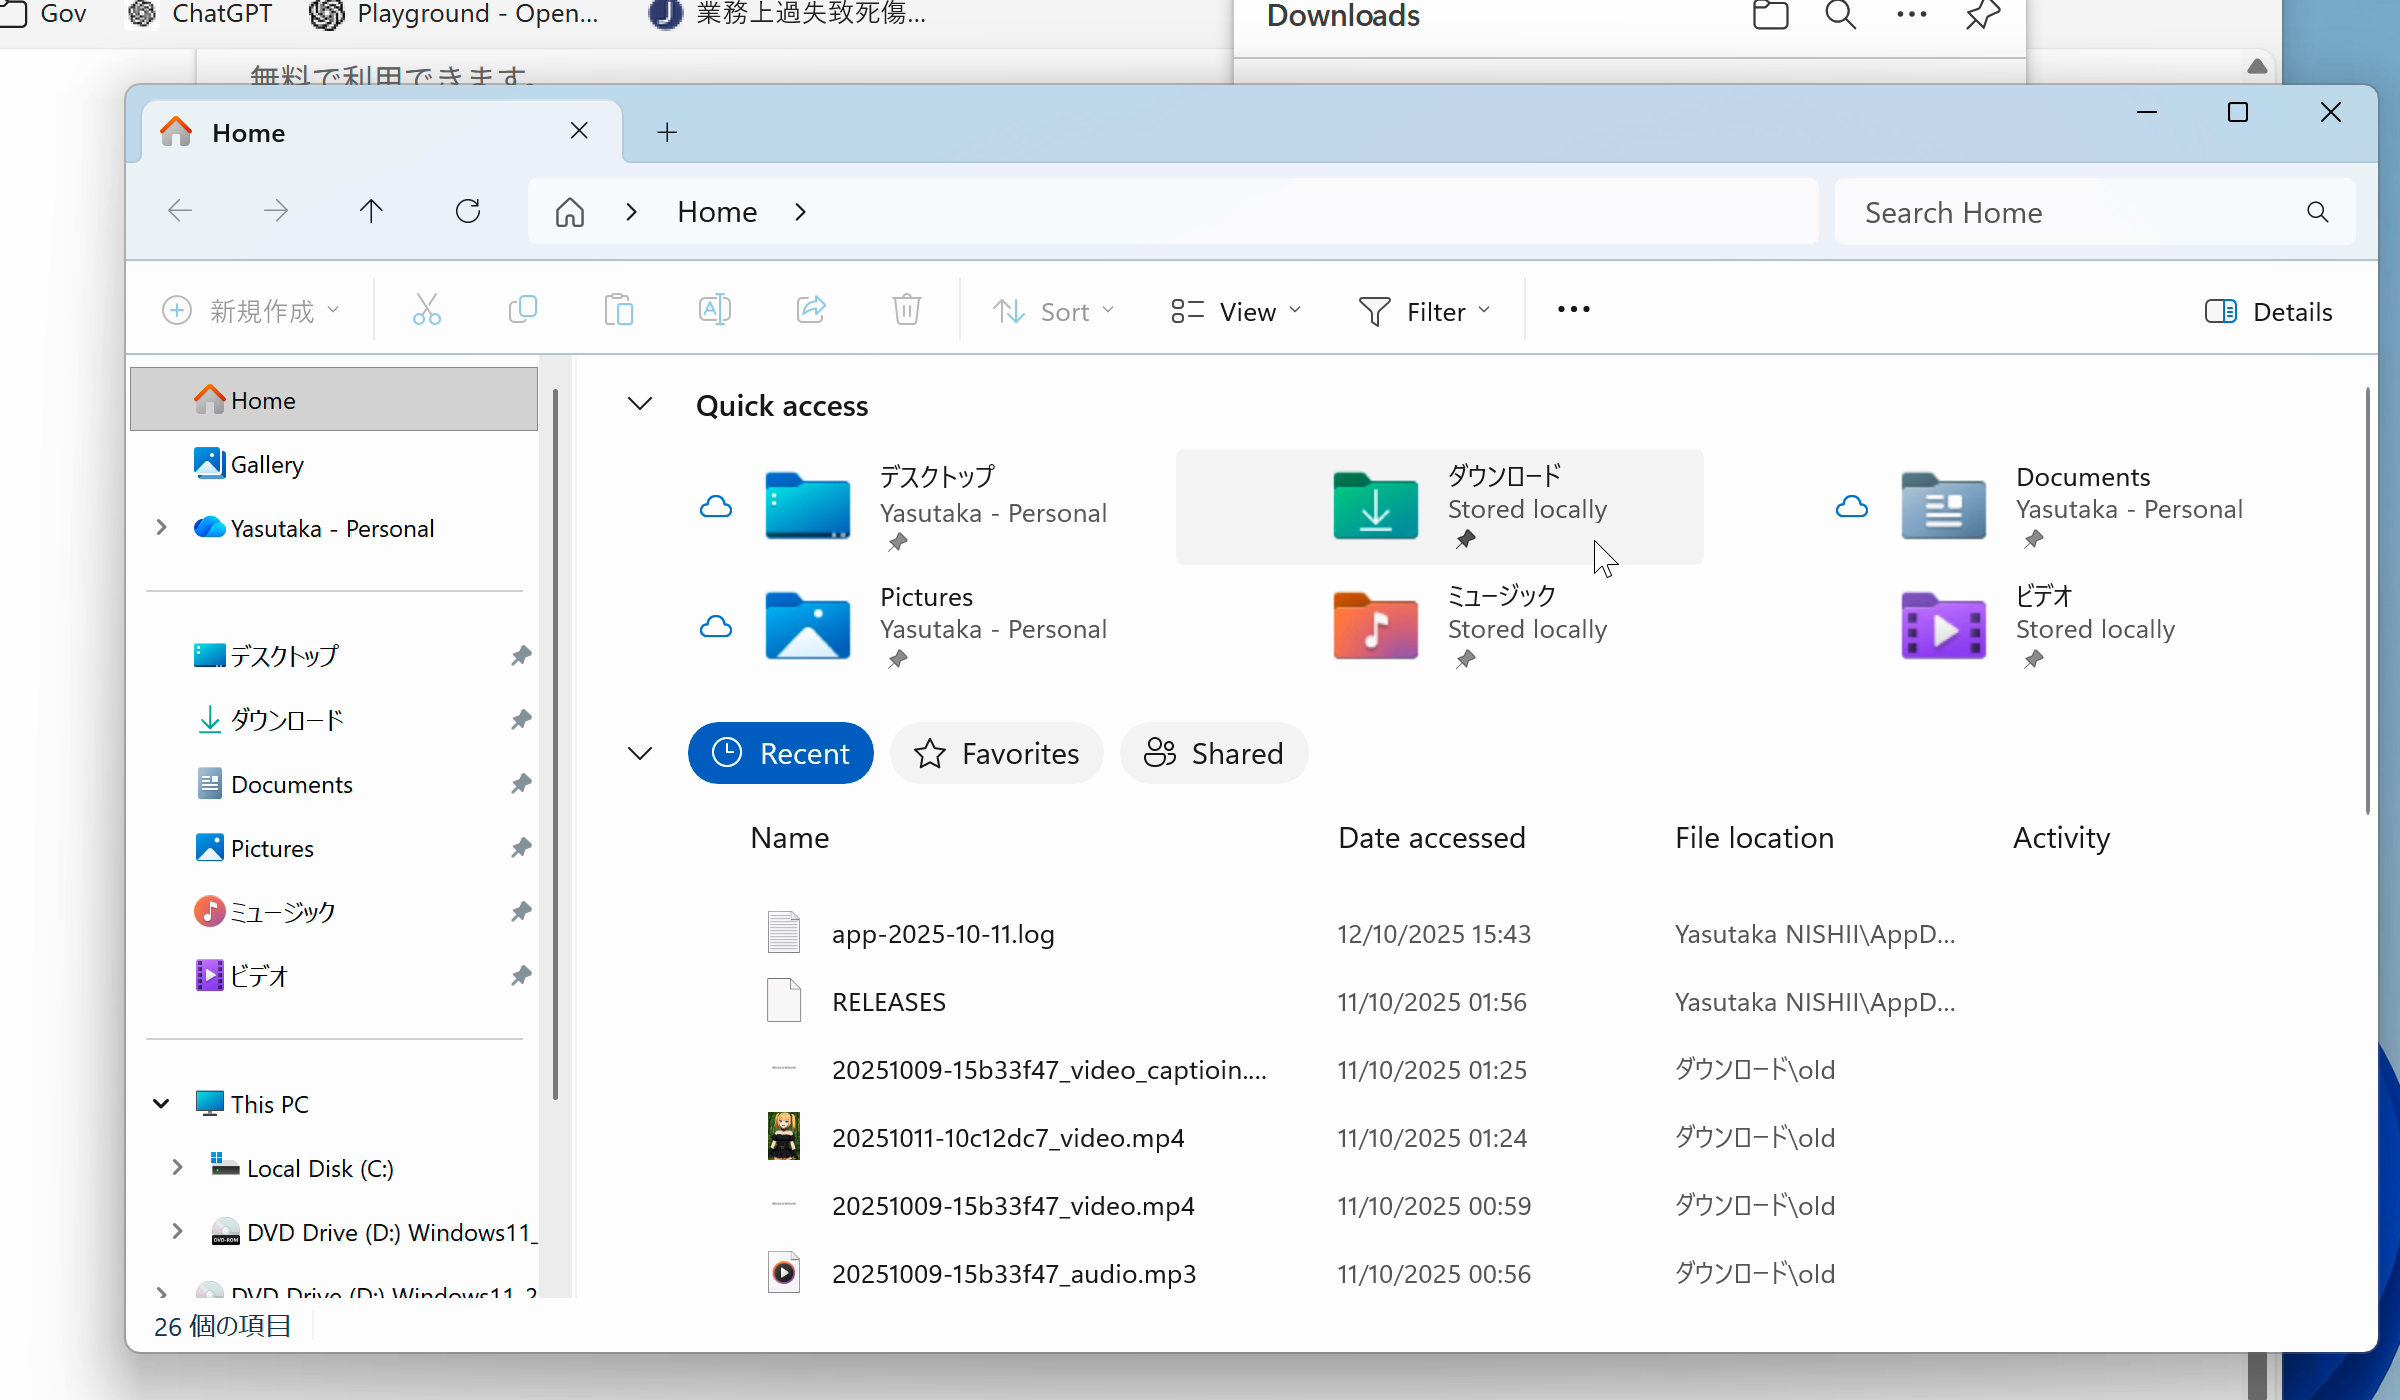 Gov
ChatGPT
Playground - Open...
業務上過失致死傷...
Downloads
無料で利用できます。
Home
Home
Search Home
新規作成
Sort
View
Filter
Details
Home
Gallery
Yasutaka - Personal
デスクトップ
ダウンロード
Documents
Pictures
ミュージック
ビデオ
This PC
Local Disk (C:)
DVD Drive (D:) Windows11_
DVD Drive (D:) Windows11_2
Quick access
デスクトップ
Yasutaka - Personal
ダウンロード
Stored locally
Documents
Yasutaka - Personal
Pictures
Yasutaka - Personal
ミュージック
Stored locally
ビデオ
Stored locally
Recent
Favorites
Shared
Name Date accessed File location Activity
app-2025-10-11.log 12/10/2025 15:43 Yasutaka NISHII\AppD...
RELEASES 11/10/2025 01:56 Yasutaka NISHII\AppD...
20251009-15b33f47_video_captioin.... 11/10/2025 01:25 ダウンロード\old
20251011-10c12dc7_video.mp4 11/10/2025 01:24 ダウンロード\old
20251009-15b33f47_video.mp4 11/10/2025 00:59 ダウンロード\old
20251009-15b33f47_audio.mp3 11/10/2025 00:56 ダウンロード\old
26 個の項目